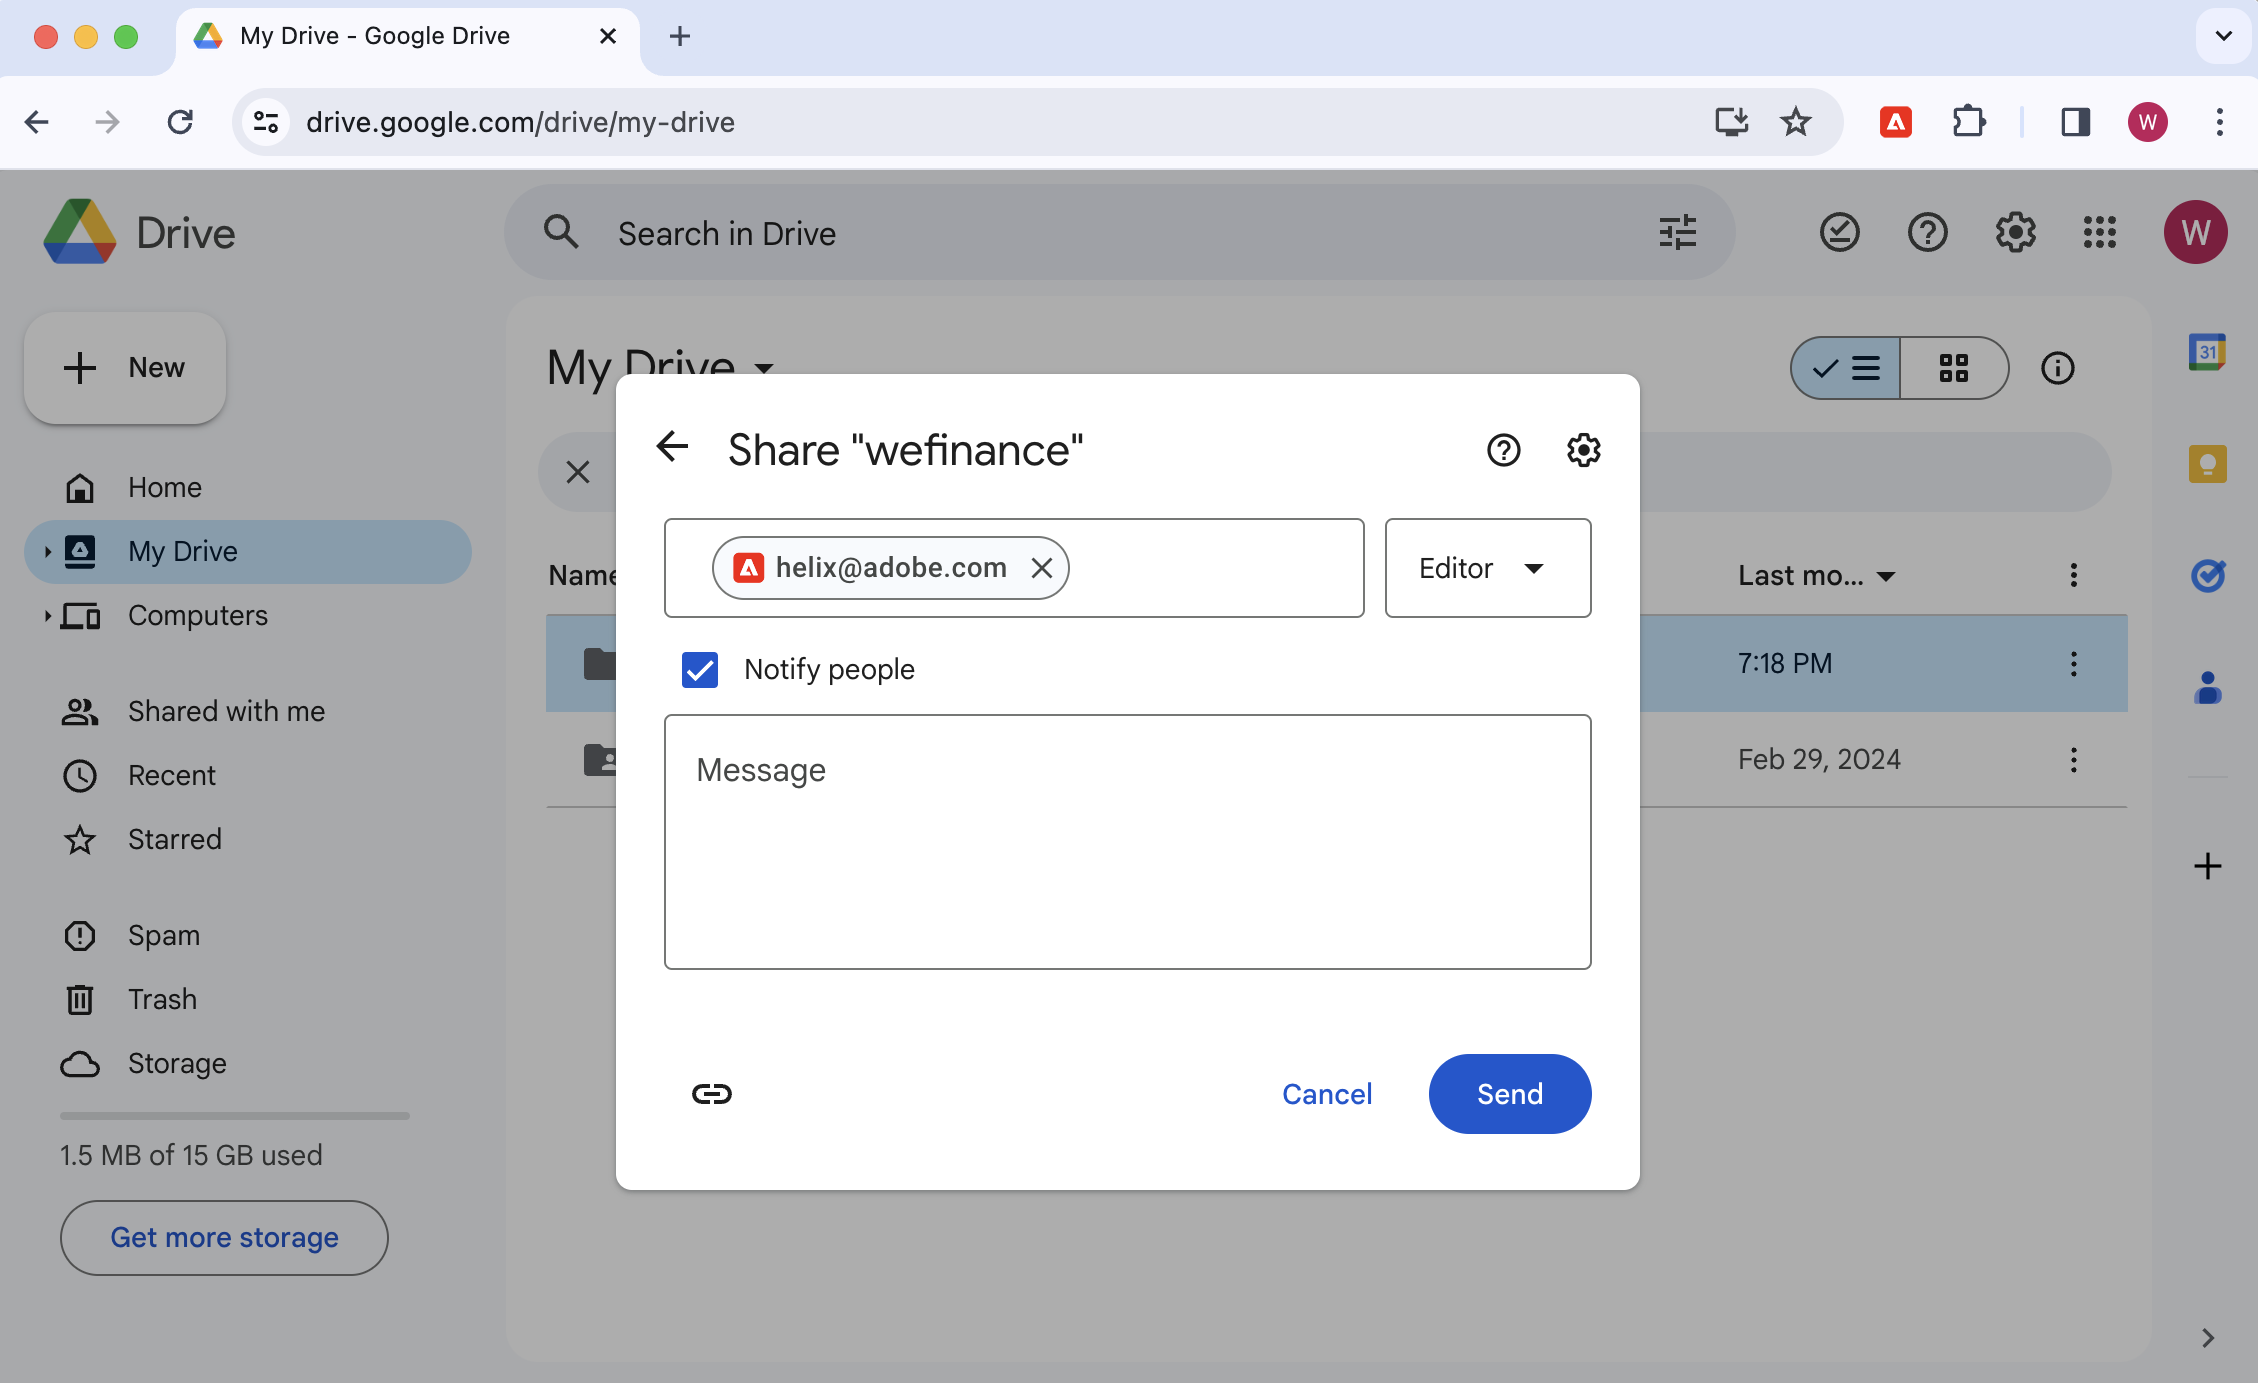 My Drive - Google Drive
drive.google.com/drive/my-drive
W
Drive
Search in Drive
W
New
My Drive
31
Share "wefinance"
Home
My Drive
Computers
helix@adobe.com
Editor
Name
Last mo...
Notify people
7:18 PM
Shared with me
Recent
Starred
Message
Feb 29, 2024
Spam
Trash
Storage
Cancel
Send
1.5 MB of 15 GB used
Get more storage